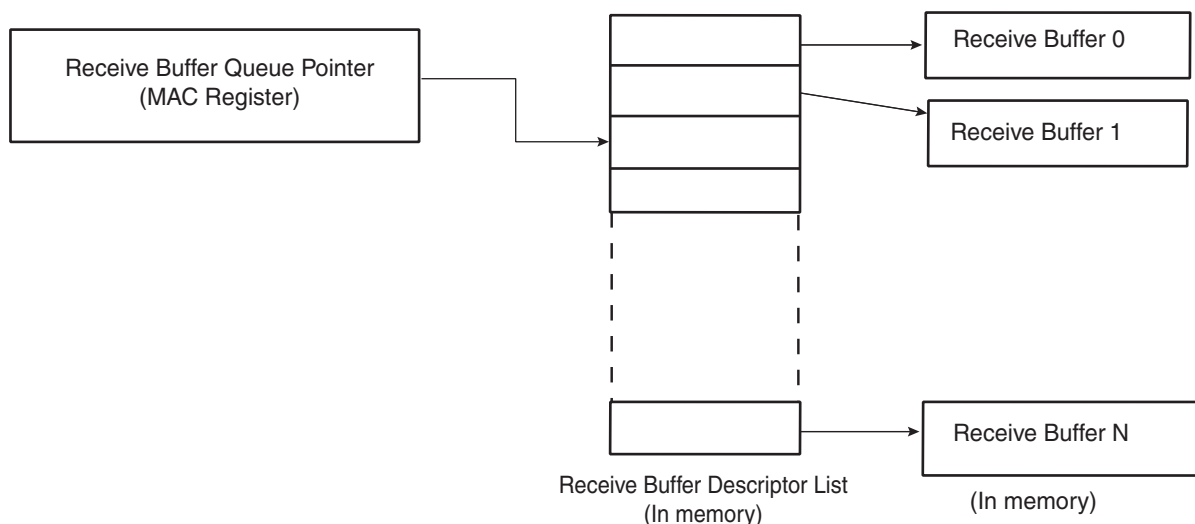 Receive Buffer Queue Pointer
(MAC Register)
Receive Buffer 0
Receive Buffer 1
Receive Buffer N
Receive Buffer Descriptor List
(In memory)
(In memory)